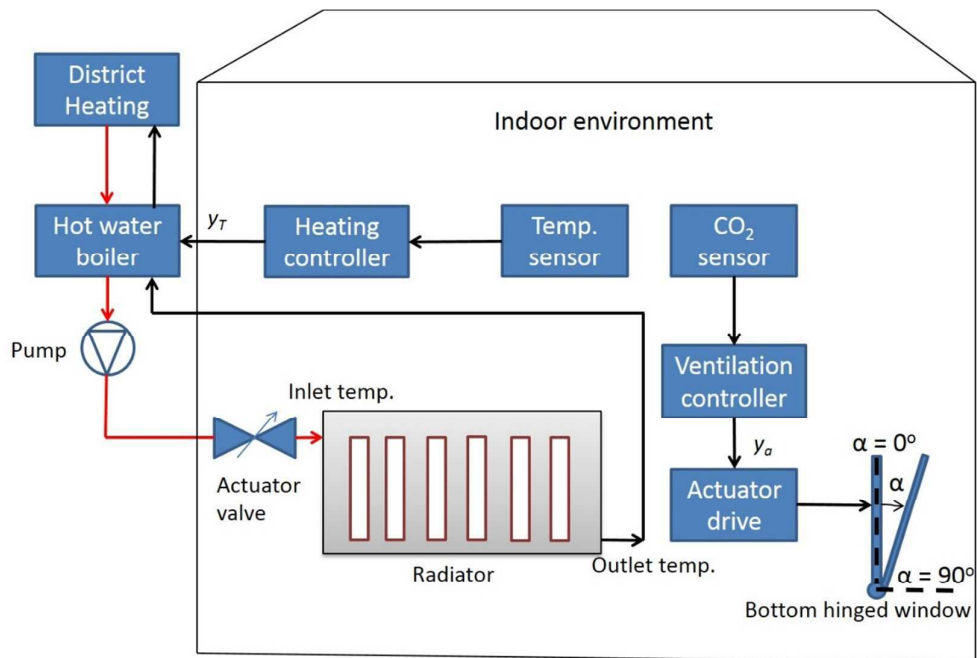 District
Heating
Indoor environment
Hot water
boiler
y_T
Heating
controller
Temp.
sensor
CO₂
sensor
Pump
Ventilation
controller
Inlet temp.
Actuator
valve
y_a
Actuator
drive
α = 0°
α
α = 90°
Radiator
Outlet temp.
Bottom hinged window